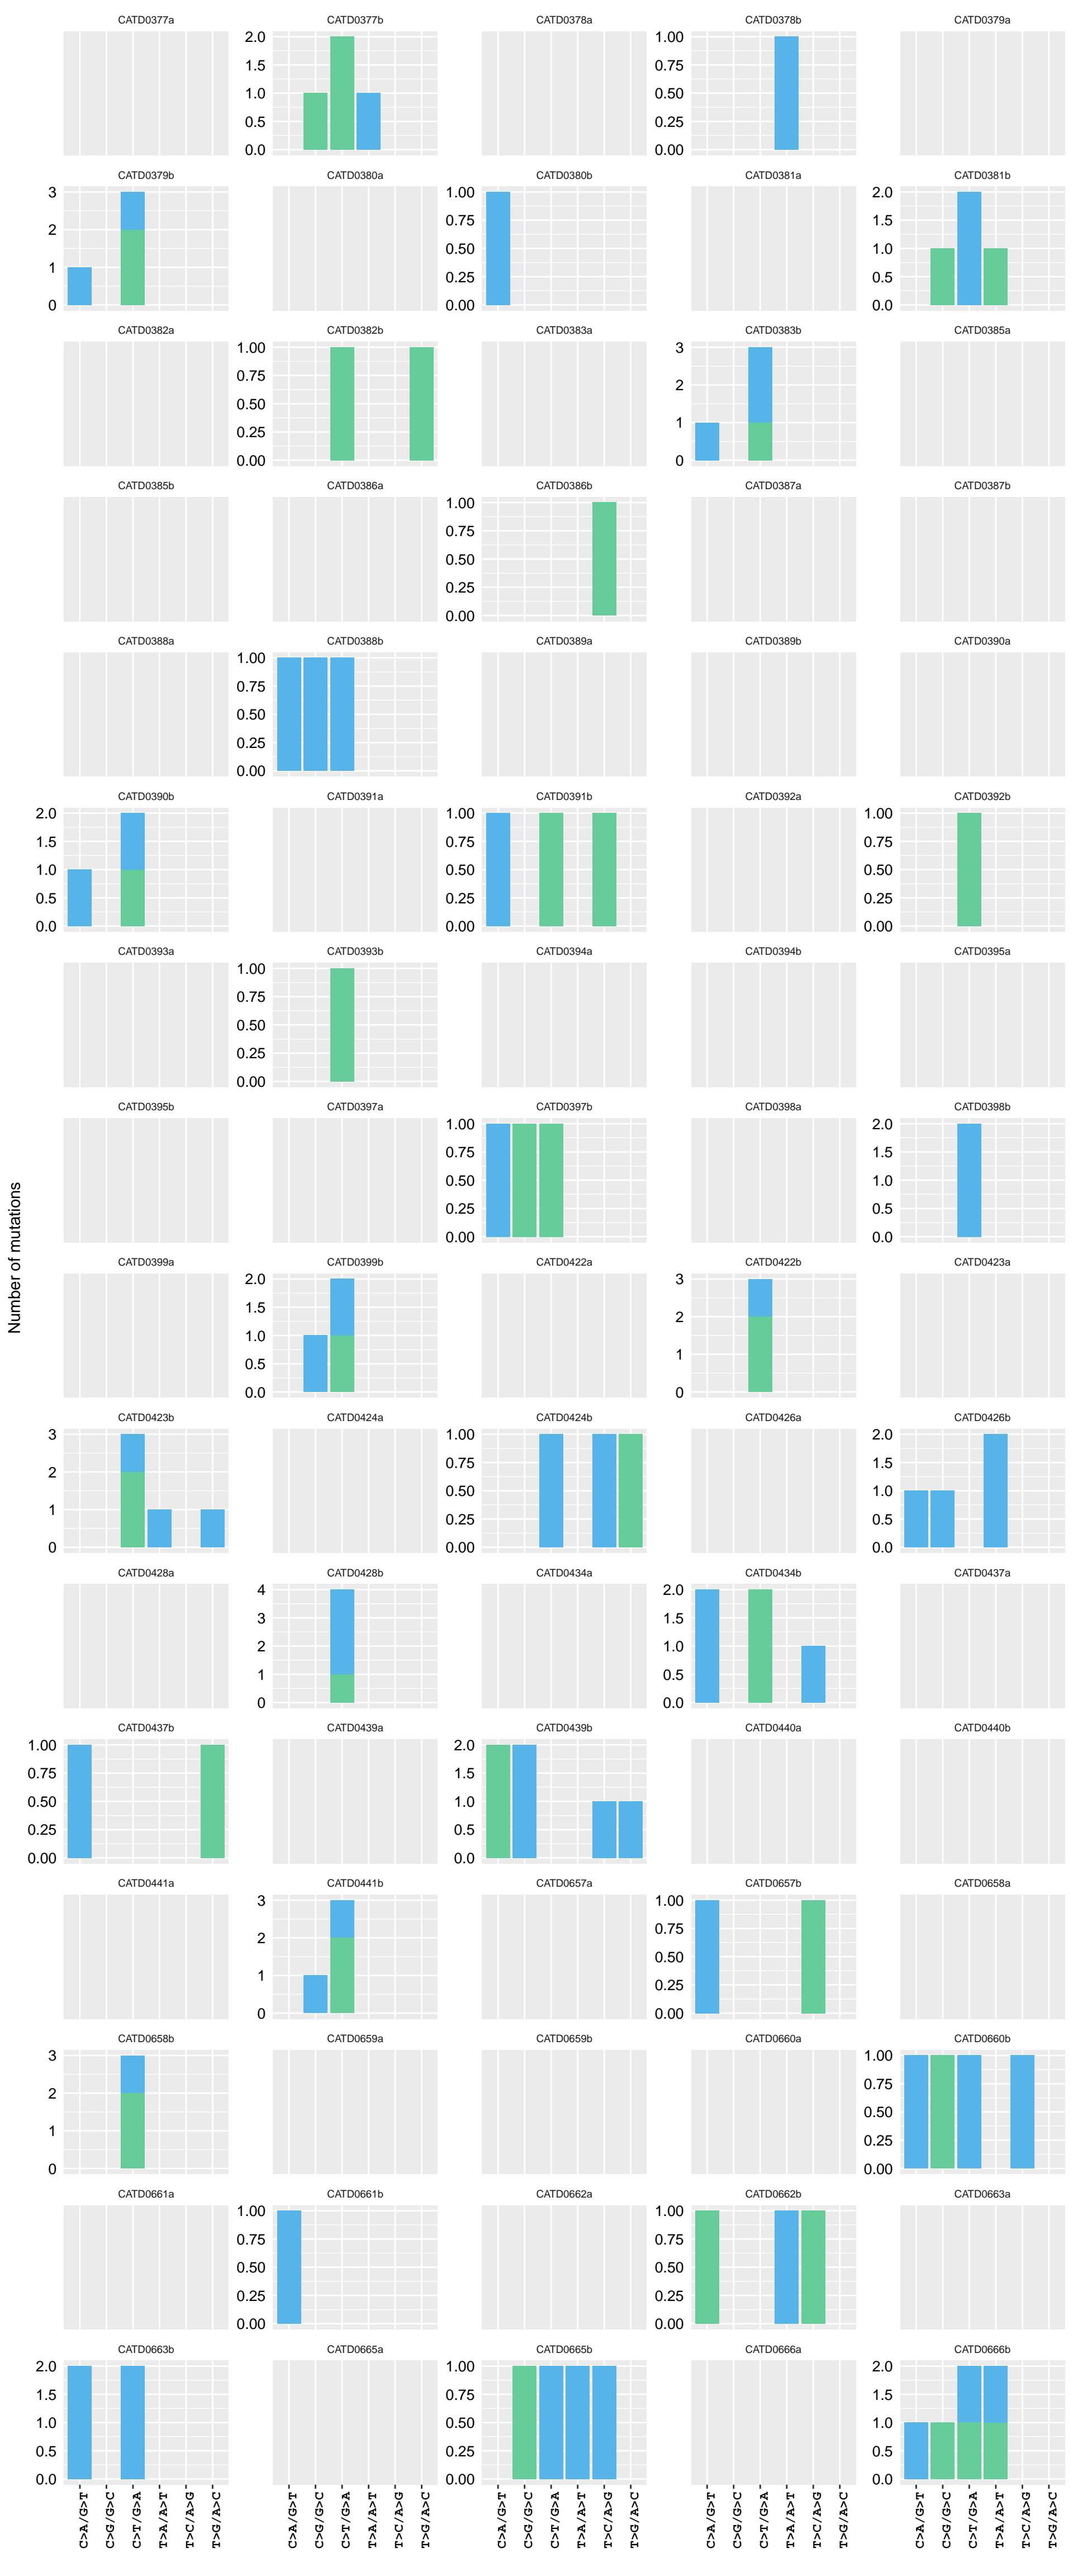 Number of mutations
CATD0377a CATD0377b CATD0378a CATD0378b CATD0379a
2.0 1.00
1.5 0.75
1.0 0.50
0.5 0.25
0.0 0.00
CATD0379b CATD0380a CATD0380b CATD0381a CATD0381b
3 1.00 2.0
2 0.75 1.5
1 0.50 1.0
0 0.25 0.5
0.00 0.0
CATD0382a CATD0382b CATD0383a CATD0383b CATD0385a
1.00 3
0.75 2
0.50 1
0.25 0
0.00
CATD0385b CATD0386a CATD0386b CATD0387a CATD0387b
1.00
0.75
0.50
0.25
0.00
CATD0388a CATD0388b CATD0389a CATD0389b CATD0390a
1.00
0.75
0.50
0.25
0.00
CATD0390b CATD0391a CATD0391b CATD0392a CATD0392b
2.0 1.00 1.00
1.5 0.75 0.75
1.0 0.50 0.50
0.5 0.25 0.25
0.0 0.00 0.00
CATD0393a CATD0393b CATD0394a CATD0394b CATD0395a
1.00
0.75
0.50
0.25
0.00
CATD0395b CATD0397a CATD0397b CATD0398a CATD0398b
1.00 2.0
0.75 1.5
0.50 1.0
0.25 0.5
0.00 0.0
CATD0399a CATD0399b CATD0422a CATD0422b CATD0423a
2.0 3
1.5 2
1.0 1
0.5 0
0.0
CATD0423b CATD0424a CATD0424b CATD0426a CATD0426b
3 1.00 2.0
2 0.75 1.5
1 0.50 1.0
0 0.25 0.5
0.00 0.0
CATD0428a CATD0428b CATD0434a CATD0434b CATD0437a
4 2.0
3 1.5
2 1.0
1 0.5
0 0.0
CATD0437b CATD0439a CATD0439b CATD0440a CATD0440b
1.00 2.0
0.75 1.5
0.50 1.0
0.25 0.5
0.00 0.0
CATD0441a CATD0441b CATD0657a CATD0657b CATD0658a
3 1.00
2 0.75
1 0.50
0 0.25
0.00
CATD0658b CATD0659a CATD0659b CATD0660a CATD0660b
3 1.00
2 0.75
1 0.50
0 0.25
0.00
CATD0661a CATD0661b CATD0662a CATD0662b CATD0663a
1.00 1.00
0.75 0.75
0.50 0.50
0.25 0.25
0.00 0.00
CATD0663b CATD0665a CATD0665b CATD0666a CATD0666b
2.0 1.00 2.0
1.5 0.75 1.5
1.0 0.50 1.0
0.5 0.25 0.5
0.0 0.00 0.0
C>A/G>T C>G/G>C C>T/G>A T>A/A>T T>C/A>G T>G/A>C
C>A/G>T C>G/G>C C>T/G>A T>A/A>T T>C/A>G T>G/A>C
C>A/G>T C>G/G>C C>T/G>A T>A/A>T T>C/A>G T>G/A>C
C>A/G>T C>G/G>C C>T/G>A T>A/A>T T>C/A>G T>G/A>C
C>A/G>T C>G/G>C C>T/G>A T>A/A>T T>C/A>G T>G/A>C